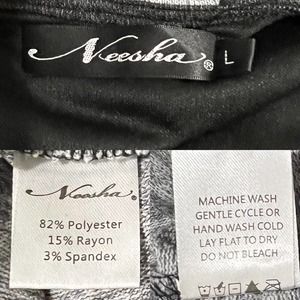 Neesha®
L
Neesha
82% Polyester
15% Rayon
3% Spandex
MACHINE WASH
GENTLE CYCLE OR
HAND WASH COLD
LAY FLAT TO DRY
DO NOT BLEACH